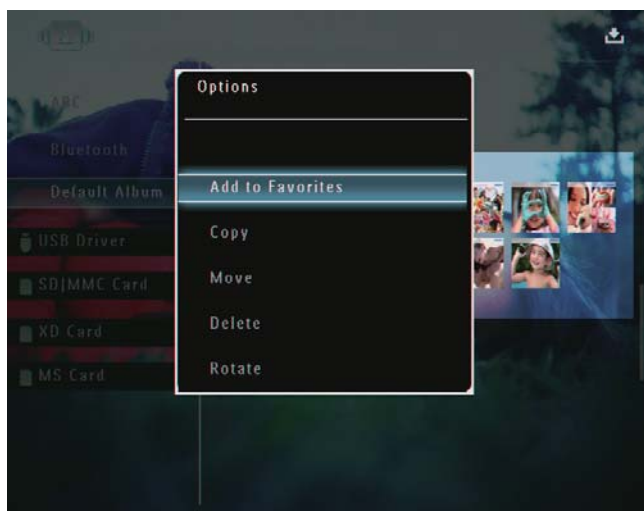 Options
Add to Favorites
Copy
Move
Delete
Rotate
ABC
Bluetooth
Default Album
USB Driver
SD|MMC Card
XD Card
MS Card